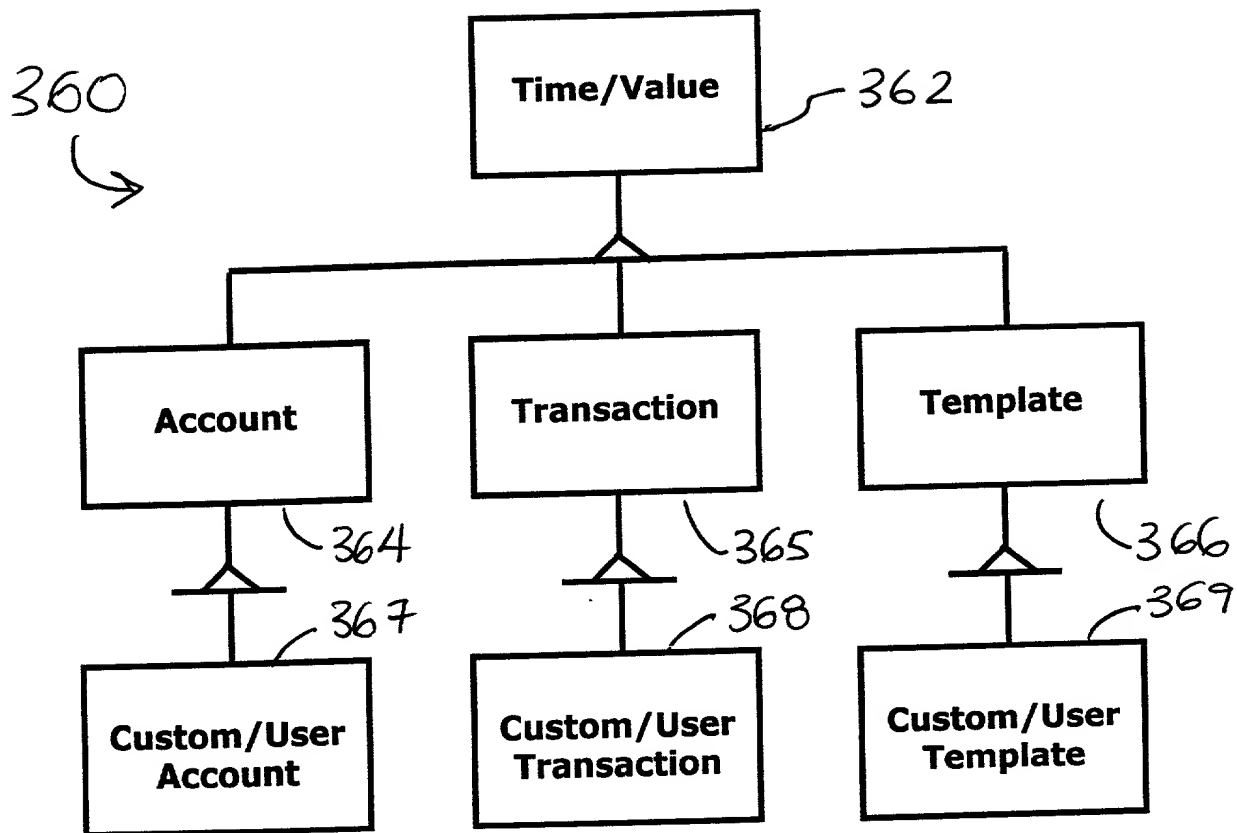 360
Time/Value
362
Account
Transaction
Template
364
365
366
367
368
369
Custom/User
Account
Custom/User
Transaction
Custom/User
Template